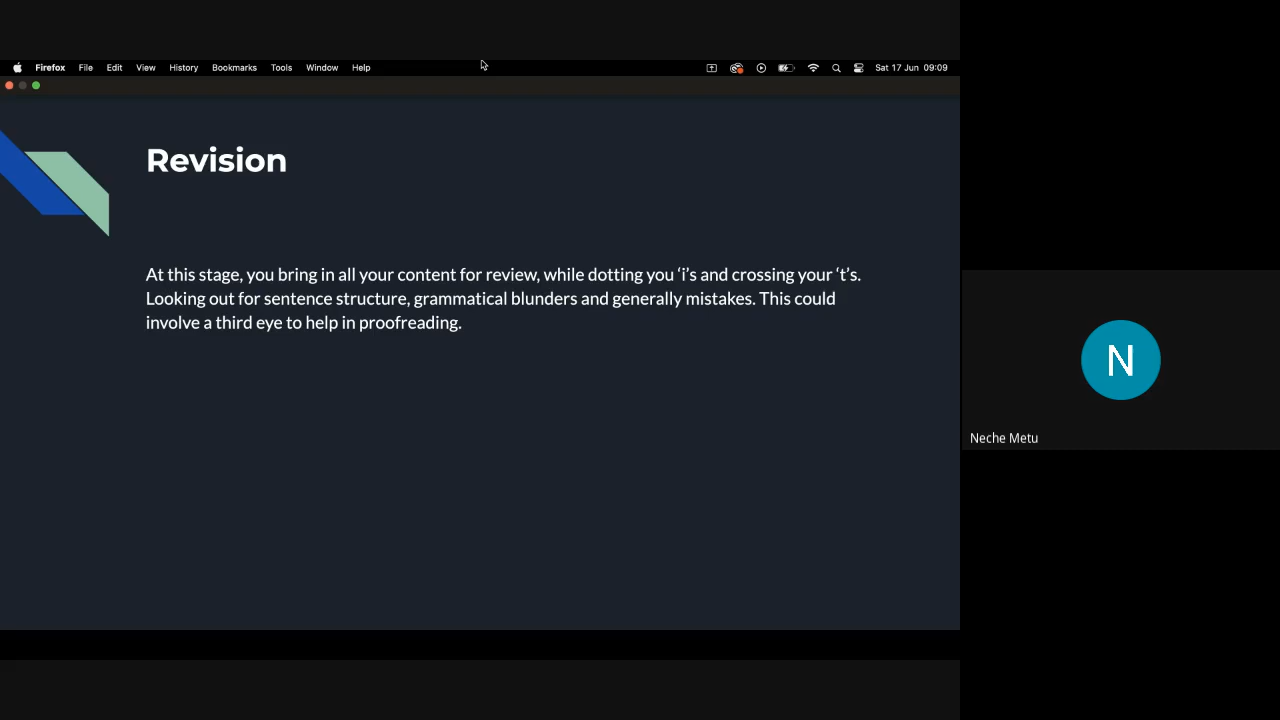 Firefox File Edit View History Bookmarks Tools Window Help Sat 17 Jun 09:09
Revision
At this stage, you bring in all your content for review, while dotting you ‘i’s and crossing your ‘t’s.
Looking out for sentence structure, grammatical blunders and generally mistakes. This could
involve a third eye to help in proofreading.
N
Neche Metu